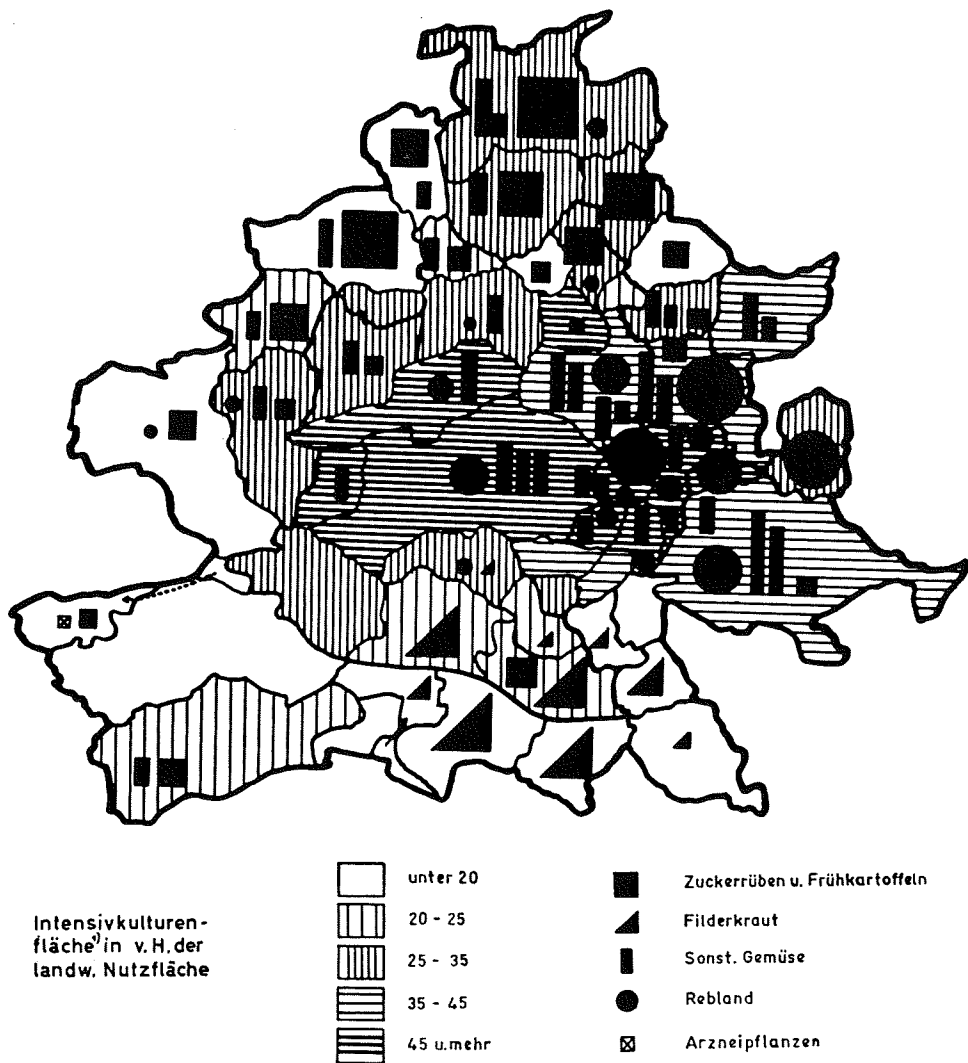 Intensivkulturen-
fläche¹⁾ in v. H. der
landw. Nutzfläche
unter 20
20 - 25
25 - 35
35 - 45
45 u. mehr
Zuckerrüben u. Frühkartoffeln
Filderkraut
Sonst. Gemüse
Rebland
Arzneipflanzen